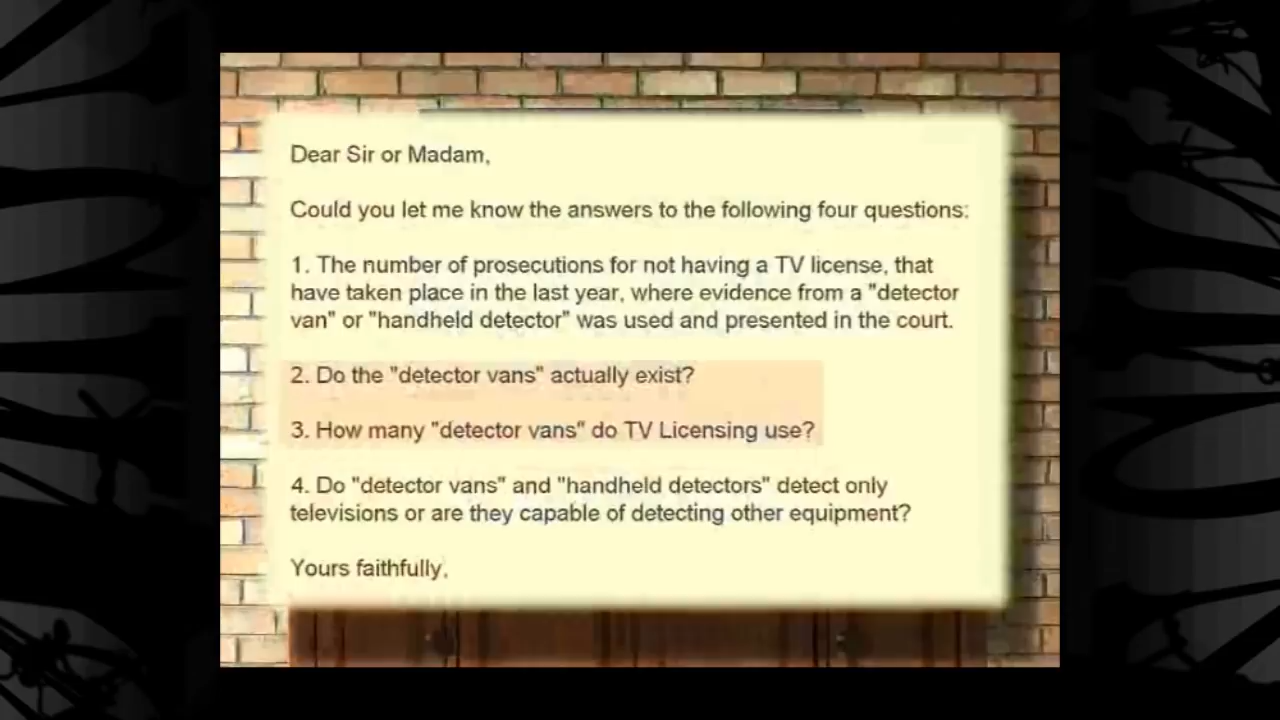 Dear Sir or Madam,
Could you let me know the answers to the following four questions:
1. The number of prosecutions for not having a TV license, that
have taken place in the last year, where evidence from a "detector
van" or "handheld detector" was used and presented in the court.
2. Do the "detector vans" actually exist?
3. How many "detector vans" do TV Licensing use?
4. Do "detector vans" and "handheld detectors" detect only
televisions or are they capable of detecting other equipment?
Yours faithfully,